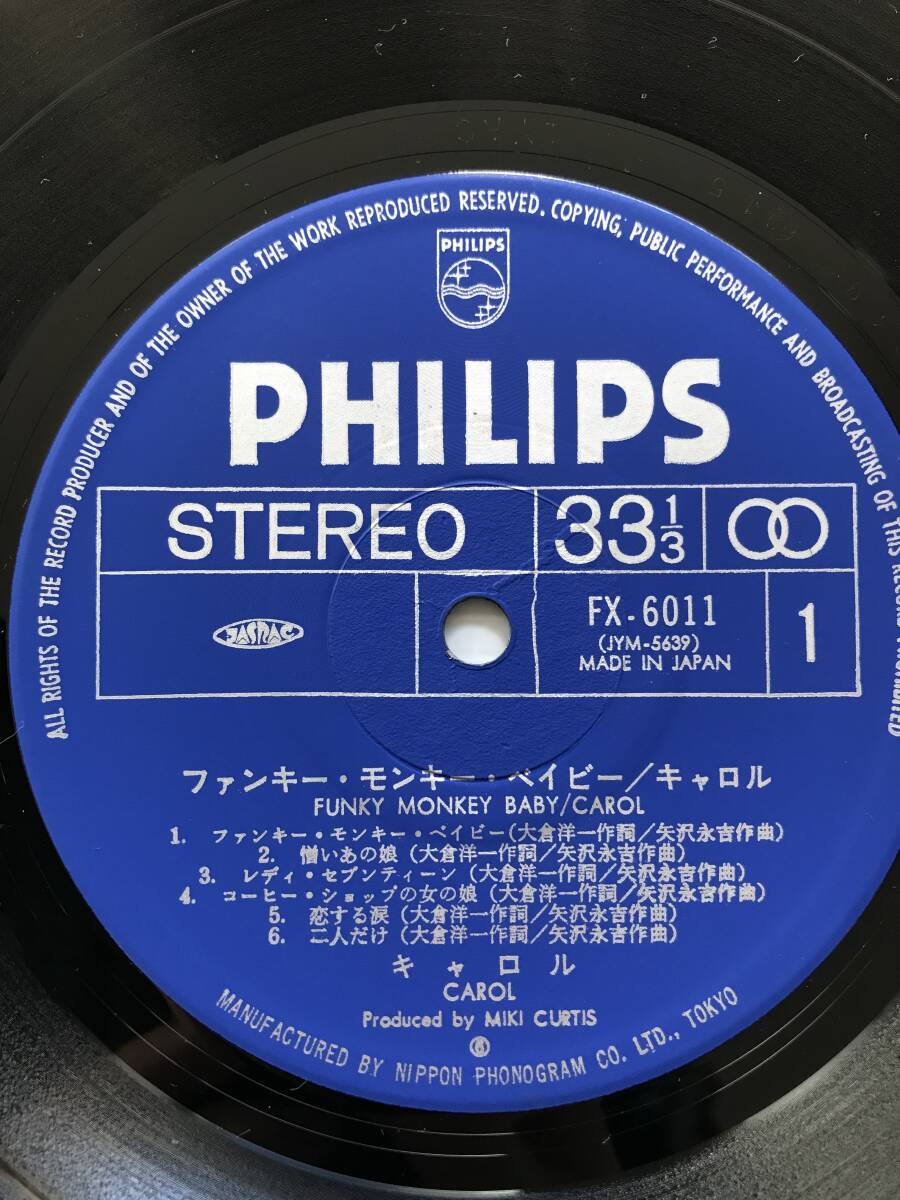 ALL RIGHTS OF THE RECORD PRODUCER AND OF THE OWNER OF THE WORK REPRODUCED RESERVED. COPYING, PUBLIC PERFORMANCE AND BROADCASTING OF THIS RECORD PROHIBITED
PHILIPS
PHILIPS
STEREO
33 1/3
JASRAC
FX-6011
(JYM-5639)
MADE IN JAPAN
1
ファンキー・モンキー・ベイビー/キャロル
FUNKY MONKEY BABY/CAROL
1. ファンキー・モンキー・ベイビー(大倉洋一作詞/矢沢永吉作曲)
2. 憎いあの娘(大倉洋一作詞/矢沢永吉作曲)
3. レディ・セブンティーン(大倉洋一作詞/矢沢永吉作曲)
4. コーヒー・ショップの女の娘(大倉洋一作詞/矢沢永吉作曲)
5. 恋する涙(大倉洋一作詞/矢沢永吉作曲)
6. 二人だけ(大倉洋一作詞/矢沢永吉作曲)
キャロル
CAROL
Produced by MIKI CURTIS
MANUFACTURED BY NIPPON PHONOGRAM CO. LTD., TOKYO